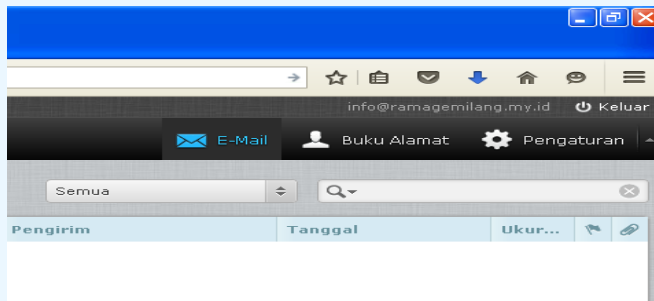 info@ramagemilang.my.id Keluar
E-Mail Buku Alamat Pengaturan
Semua
Pengirim Tanggal Ukur...